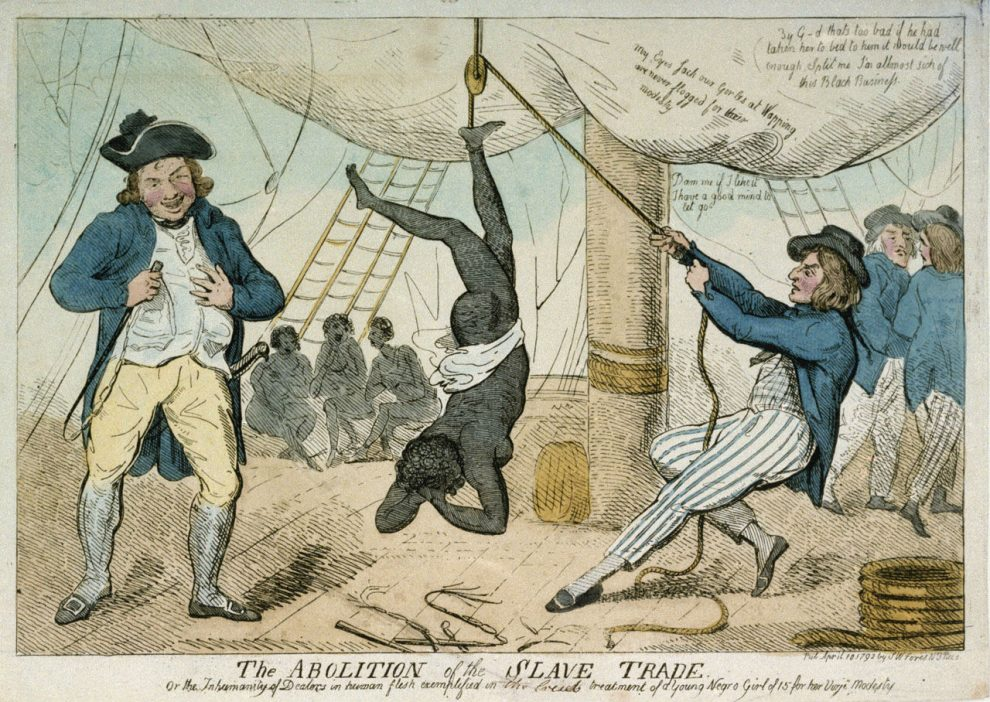 By G-d that's too bad if he had
taken her to bed to him it would be well
enough, Split me I'm allmost sick of
this Black Business.
My Eyes Jack our Girles at Wapping
are never flogged for their
modesty
Dam me if I like it
I have a good mind to
let go
Pub April 10 1792 by S W Fores N 3
The ABOLITION of the SLAVE TRADE.
Or the Inhumanity of Dealers in human flesh exemplified in the cruel treatment of a Young Negro Girl of 15 for her Virjen Modesty